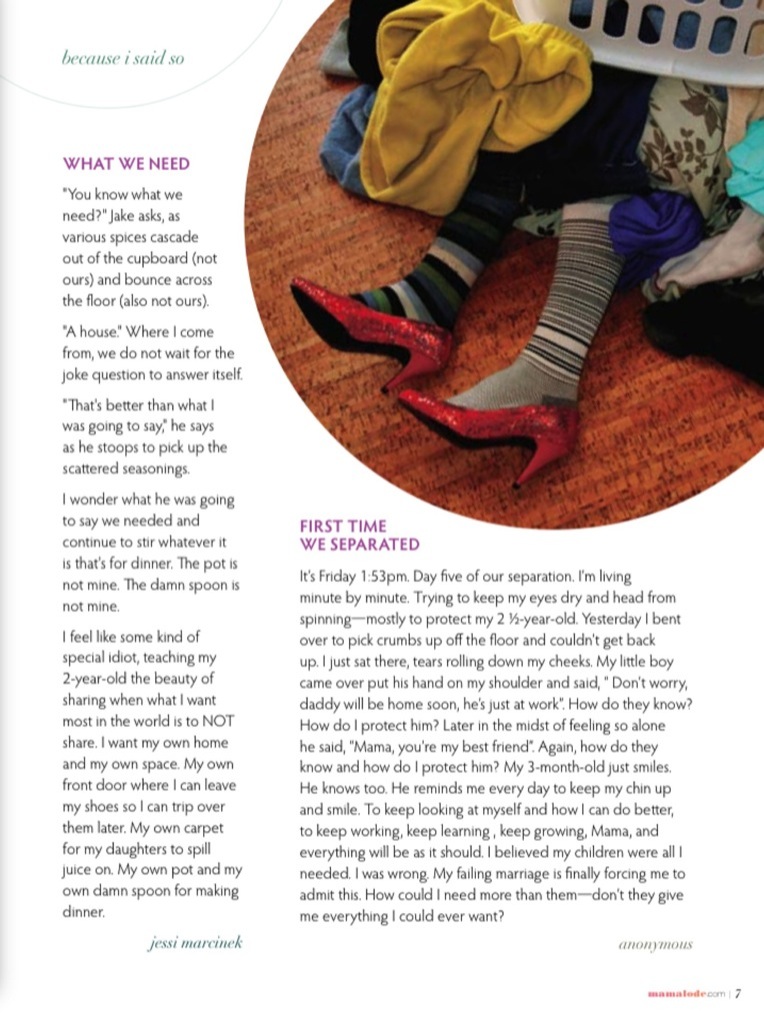 because i said so
WHAT WE NEED
"You know what we
need?" Jake asks, as
various spices cascade
out of the cupboard (not
ours) and bounce across
the floor (also not ours).
"A house." Where I come
from, we do not wait for the
joke question to answer itself.
"That's better than what I
was going to say," he says
as he stoops to pick up the
scattered seasonings.
I wonder what he was going
to say we needed and
continue to stir whatever it
is that's for dinner. The pot is
not mine. The damn spoon is
not mine.
I feel like some kind of
special idiot, teaching my
2-year-old the beauty of
sharing when what I want
most in the world is to NOT
share. I want my own home
and my own space. My own
front door where I can leave
my shoes so I can trip over
them later. My own carpet
for my daughters to spill
juice on. My own pot and my
own damn spoon for making
dinner.
jessi marcinek
FIRST TIME
WE SEPARATED
It's Friday 1:53pm. Day five of our separation. I'm living
minute by minute. Trying to keep my eyes dry and head from
spinning—mostly to protect my 2 ½-year-old. Yesterday I bent
over to pick crumbs up off the floor and couldn't get back
up. I just sat there, tears rolling down my cheeks. My little boy
came over put his hand on my shoulder and said, " Don't worry,
daddy will be home soon, he's just at work". How do they know?
How do I protect him? Later in the midst of feeling so alone
he said, "Mama, you're my best friend". Again, how do they
know and how do I protect him? My 3-month-old just smiles.
He knows too. He reminds me every day to keep my chin up
and smile. To keep looking at myself and how I can do better,
to keep working, keep learning , keep growing, Mama, and
everything will be as it should. I believed my children were all I
needed. I was wrong. My failing marriage is finally forcing me to
admit this. How could I need more than them—don't they give
me everything I could ever want?
anonymous
mamalode.com | 7